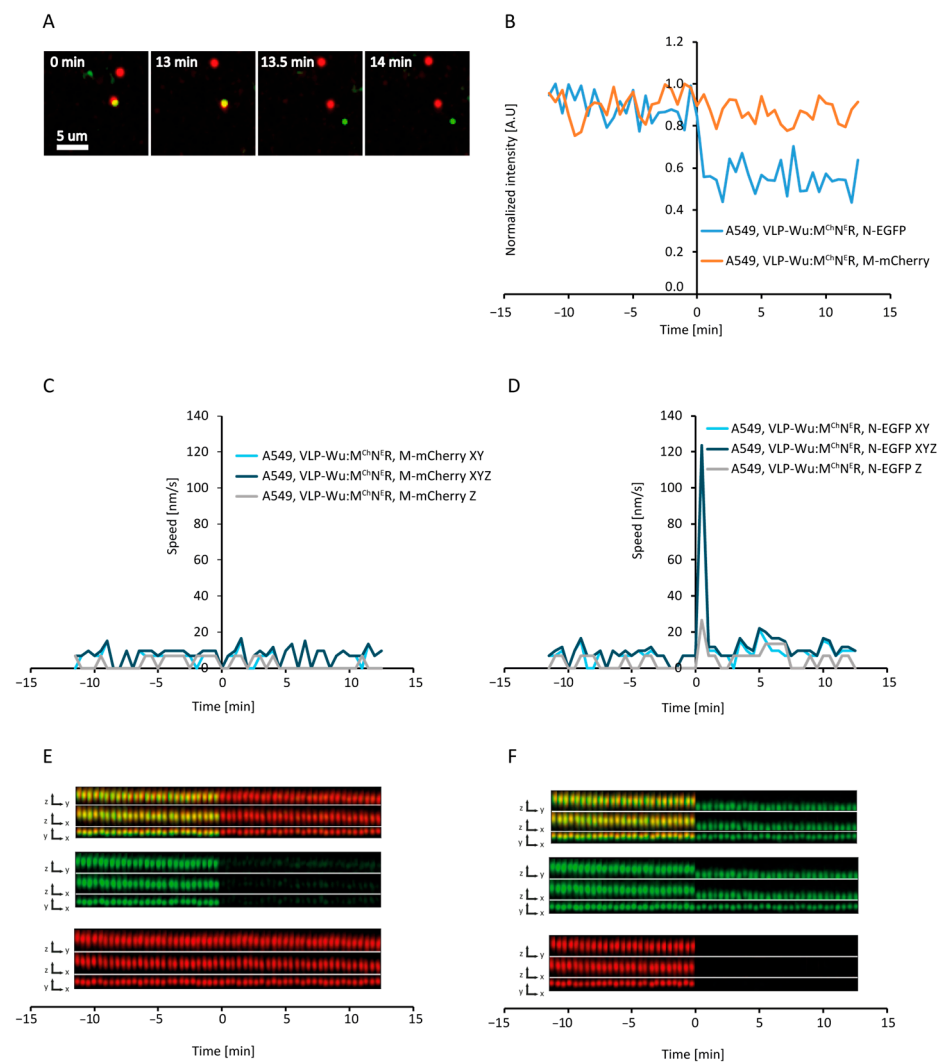 A
0 min
13 min
13.5 min
14 min
5 um
B
1.2
1.0
0.8
0.6
0.4
0.2
0.0
Normalized intensity [A.U]
A549, VLP-Wu:MᶜʰNᴱR, N-EGFP
A549, VLP-Wu:MᶜʰNᴱR, M-mCherry
−15
−10
−5
0
5
10
15
Time [min]
C
140
120
100
80
60
40
20
0
Speed [nm/s]
A549, VLP-Wu:MᶜʰNᴱR, M-mCherry XY
A549, VLP-Wu:MᶜʰNᴱR, M-mCherry XYZ
A549, VLP-Wu:MᶜʰNᴱR, M-mCherry Z
−15
−10
−5
0
5
10
15
Time [min]
D
140
120
100
80
60
40
20
0
Speed [nm/s]
A549, VLP-Wu:MᶜʰNᴱR, N-EGFP XY
A549, VLP-Wu:MᶜʰNᴱR, N-EGFP XYZ
A549, VLP-Wu:MᶜʰNᴱR, N-EGFP Z
−15
−10
−5
0
5
10
15
Time [min]
E
z y
z x
y x
z y
z x
y x
z y
z x
y x
−15
−10
−5
0
5
10
15
Time [min]
F
z y
z x
y x
z y
z x
y x
z y
z x
y x
−15
−10
−5
0
5
10
15
Time [min]